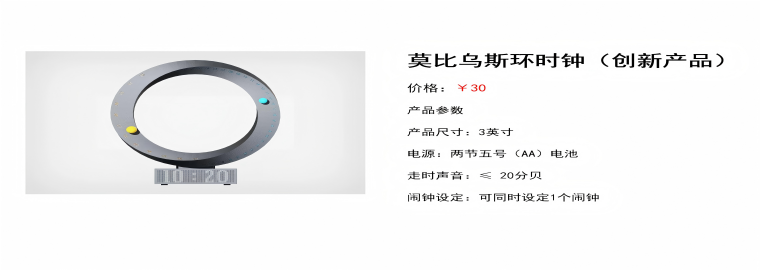 莫比乌斯环时钟（创新产品）
价格：￥30
产品参数
产品尺寸：3英寸
电源：两节五号（AA）电池
走时声音：≤ 20分贝
闹钟设定：可同时设定1个闹钟
10:20